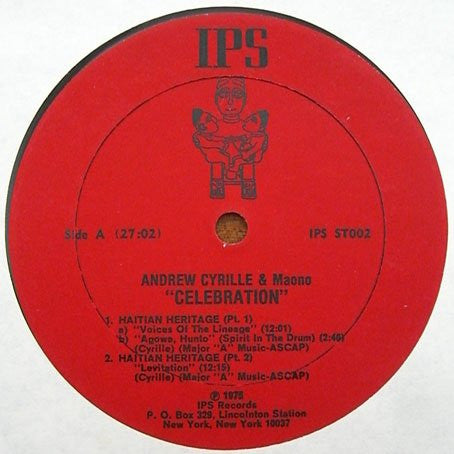 IPS
Side A (27:02)
IPS ST002
ANDREW CYRILLE & Maono
"CELEBRATION"
1. HAITIAN HERITAGE (Pt. 1)
a) "Voices Of The Lineage" (12:01)
b) "Agowe, Hunlo" (Spirit In The Drum) (2:46)
(Cyrille) (Major "A" Music-ASCAP)
2. HAITIAN HERITAGE (Pt. 2)
"Levitation" (12:15)
(Cyrille) (Major "A" Music-ASCAP)
℗ 1975
IPS Records
P. O. Box 329, Lincolnton Station
New York, New York 10037